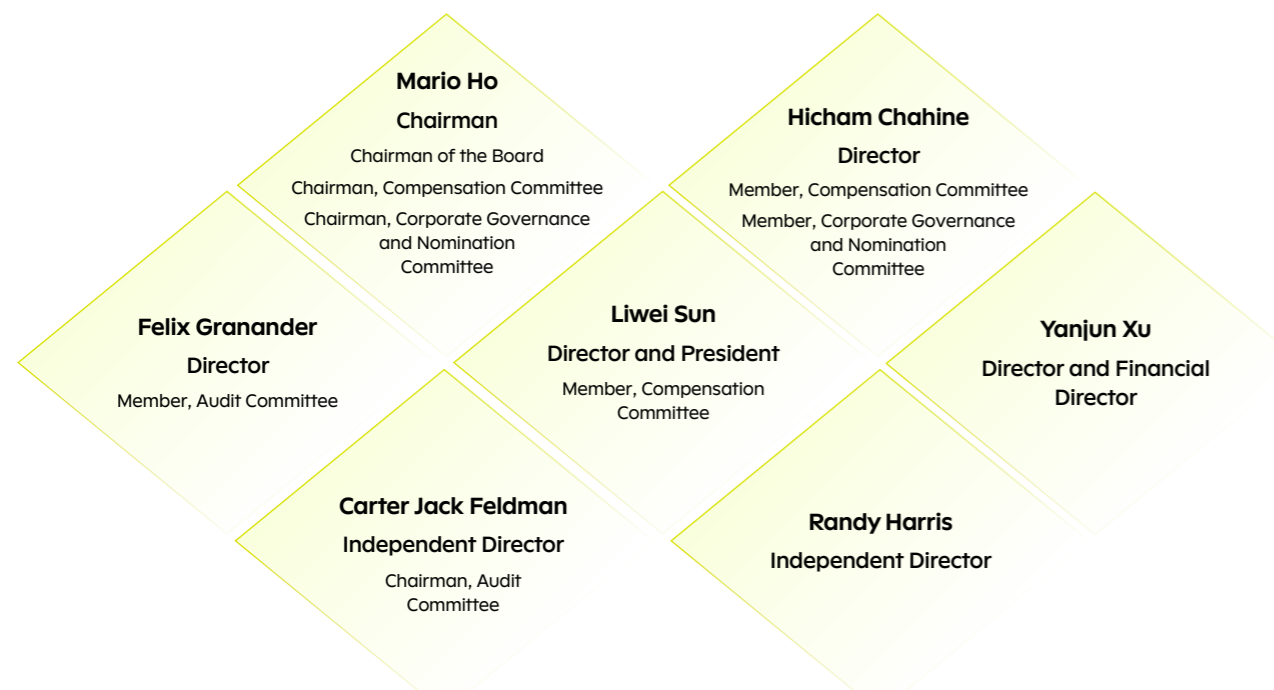 Mario Ho
Chairman
Chairman of the Board
Chairman, Compensation Committee
Chairman, Corporate Governance
and Nomination
Committee
Hicham Chahine
Director
Member, Compensation Committee
Member, Corporate Governance
and Nomination
Committee
Felix Granander
Director
Member, Audit Committee
Liwei Sun
Director and President
Member, Compensation
Committee
Yanjun Xu
Director and Financial
Director
Carter Jack Feldman
Independent Director
Chairman, Audit
Committee
Randy Harris
Independent Director